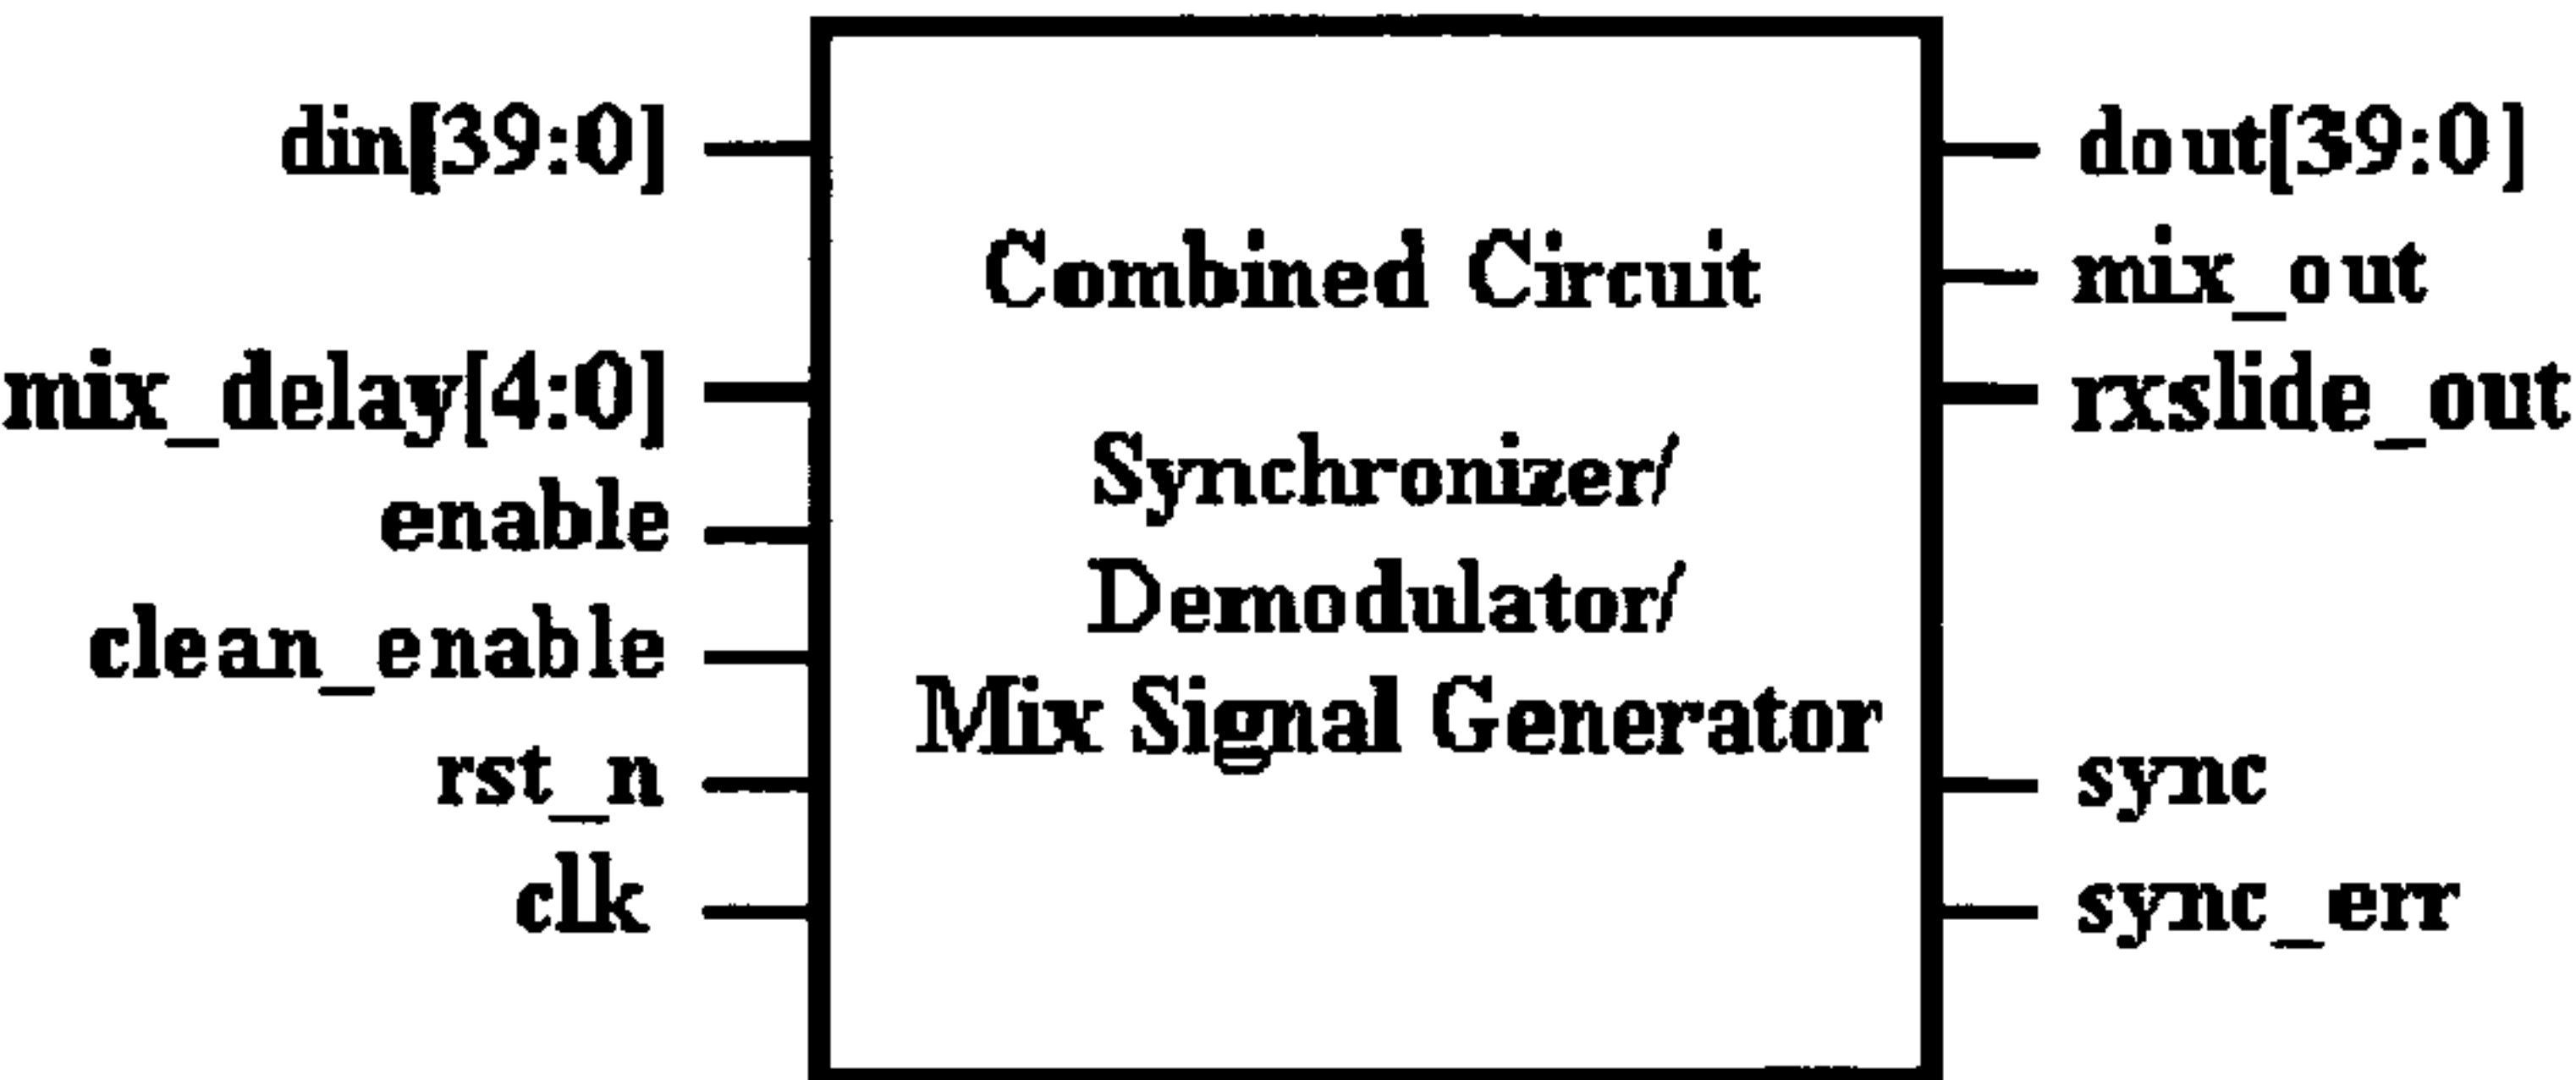 din[39:0]
mix_delay[4:0]
enable
clean_enable
rst_n
clk
Combined Circuit
Synchronizer/
Demodulator/
Mix Signal Generator
dout[39:0]
mix_out
rxslide_out
sync
sync_err